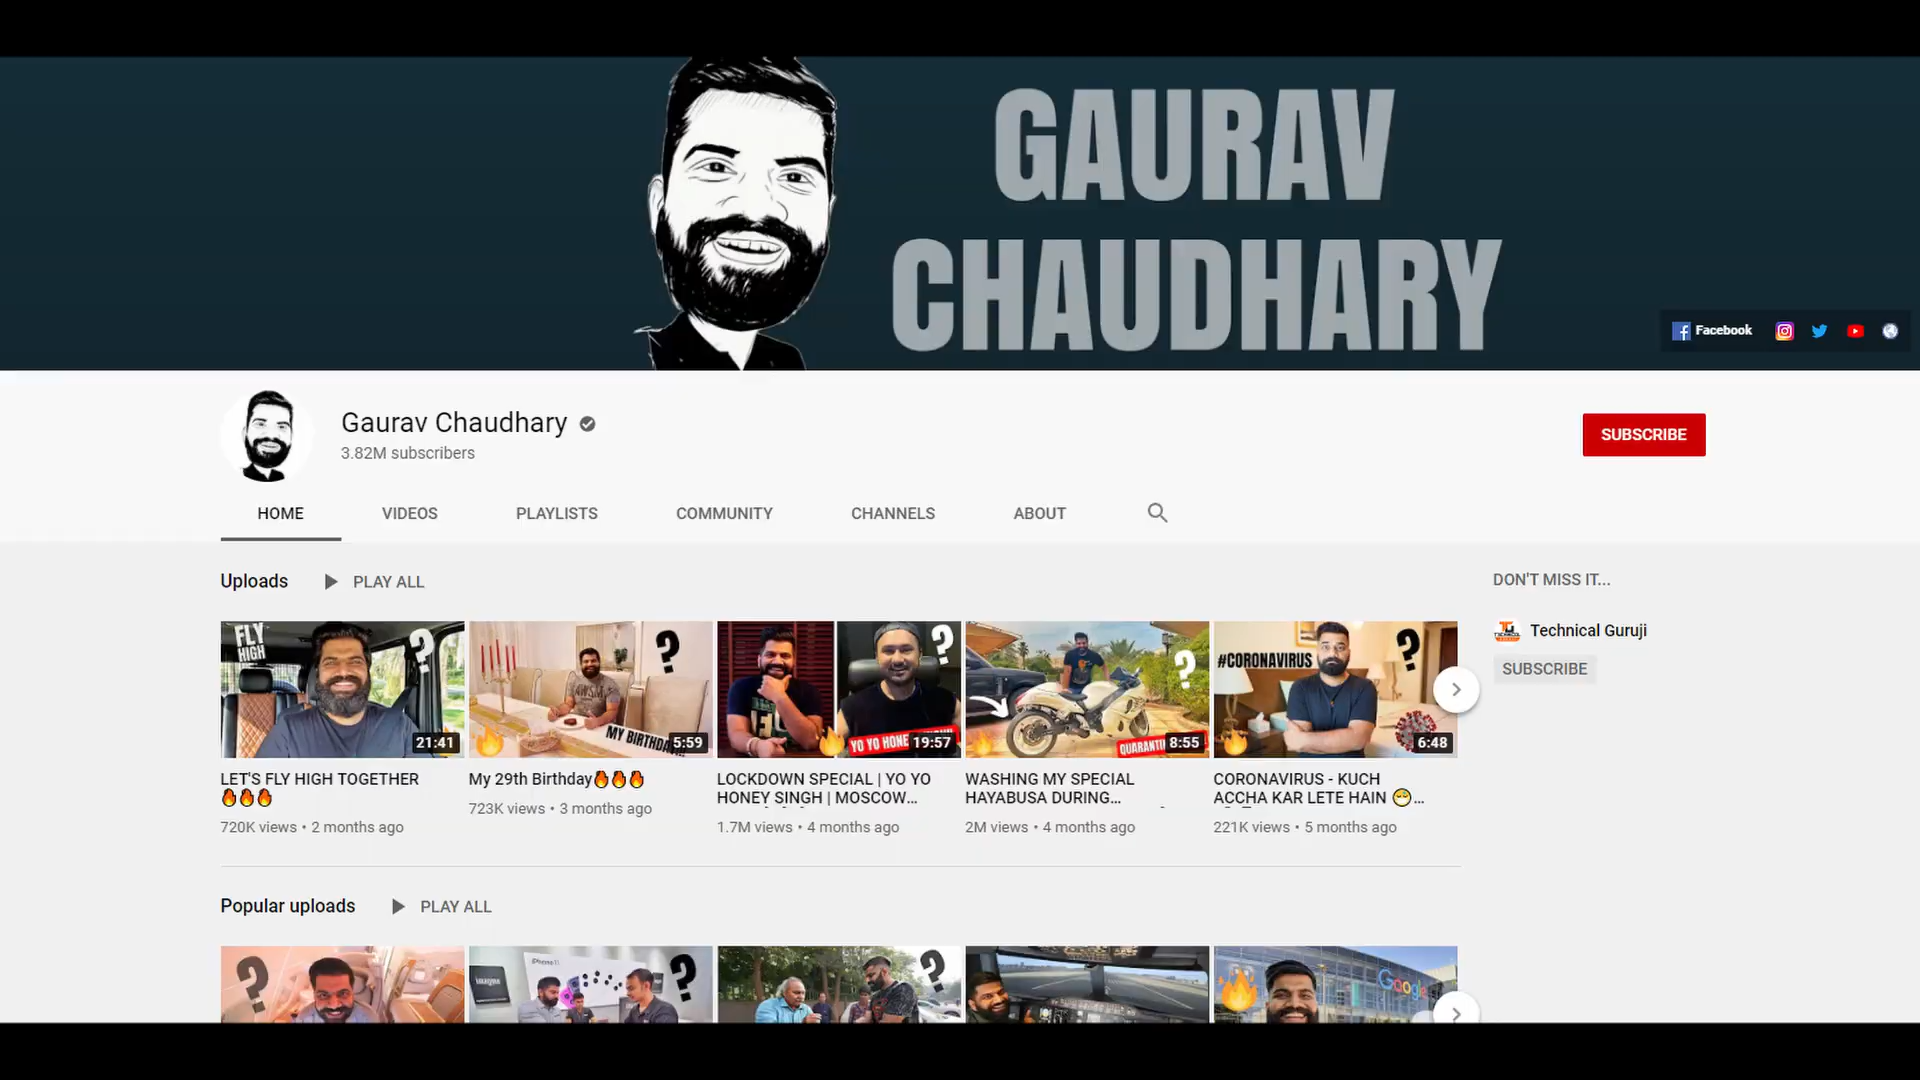 GAURAV
CHAUDHARY
Facebook
Gaurav Chaudhary
3.82M subscribers
SUBSCRIBE
HOME
VIDEOS
PLAYLISTS
COMMUNITY
CHANNELS
ABOUT
Uploads
PLAY ALL
DON'T MISS IT...
Technical Guruji
SUBSCRIBE
FLY
HIGH
?
21:41
LET'S FLY HIGH TOGETHER
🔥🔥🔥
720K views • 2 months ago
?
AWSM
MY BIRTHDA
5:59
My 29th Birthday🔥🔥🔥
723K views • 3 months ago
?
YO YO HONE
19:57
LOCKDOWN SPECIAL | YO YO
HONEY SINGH | MOSCOW...
1.7M views • 4 months ago
?
QUARANTI
8:55
WASHING MY SPECIAL
HAYABUSA DURING...
2M views • 4 months ago
#CORONAVIRUS
?
6:48
CORONAVIRUS - KUCH
ACCHA KAR LETE HAIN 😷...
221K views • 5 months ago
Popular uploads
PLAY ALL
?
imagine
iPhone 11
?
?
Google